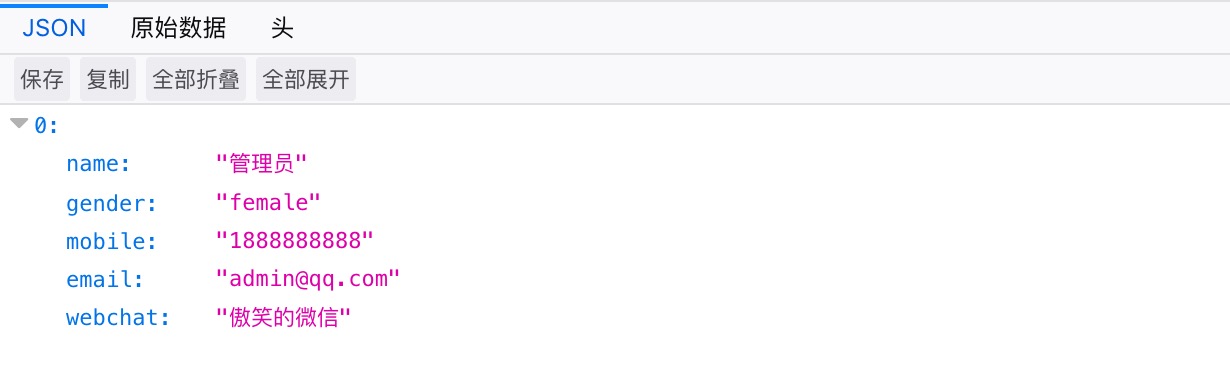 JSON 原始数据 头
保存 复制 全部折叠 全部展开
0:
name: "管理员"
gender: "female"
mobile: "1888888888"
email: "admin@qq.com"
webchat: "傲笑的微信"